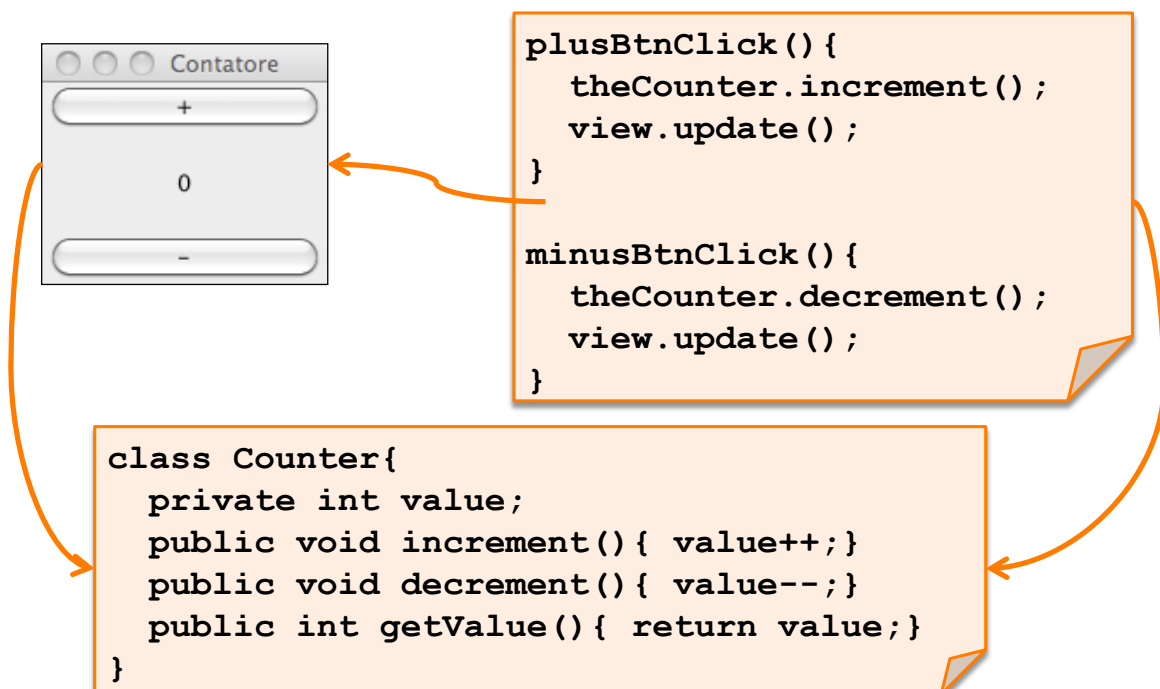 Contatore
+
0
-
plusBtnClick(){
  theCounter.increment();
  view.update();
}
minusBtnClick(){
  theCounter.decrement();
  view.update();
}
class Counter{
  private int value;
  public void increment(){ value++;}
  public void decrement(){ value--;}
  public int getValue(){ return value;}
}